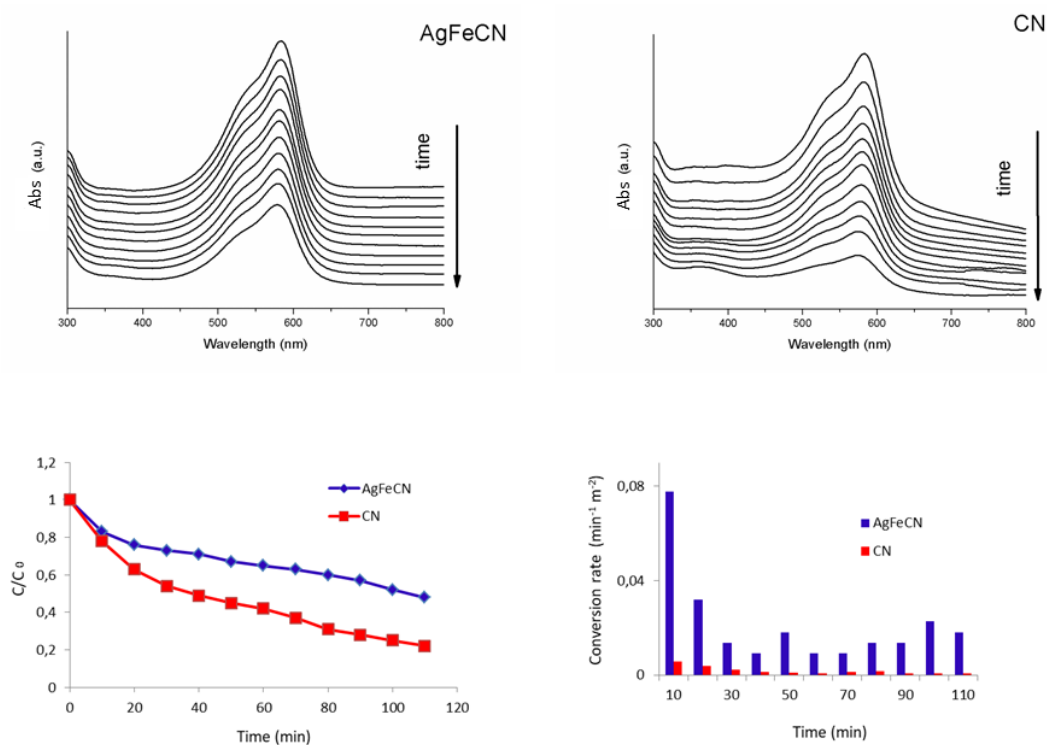 AgFeCN
Abs (a.u.)
time
300 400 500 600 700 800
Wavelength (nm)
CN
Abs (a.u.)
time
300 400 500 600 700 800
Wavelength (nm)
1,2
1
0,8
0,6
0,4
0,2
0
C/C0
AgFeCN
CN
0 20 40 60 80 100 120
Time (min)
0,08
0,04
0
Conversion rate (min⁻¹ m⁻²)
AgFeCN
CN
10 30 50 70 90 110
Time (min)